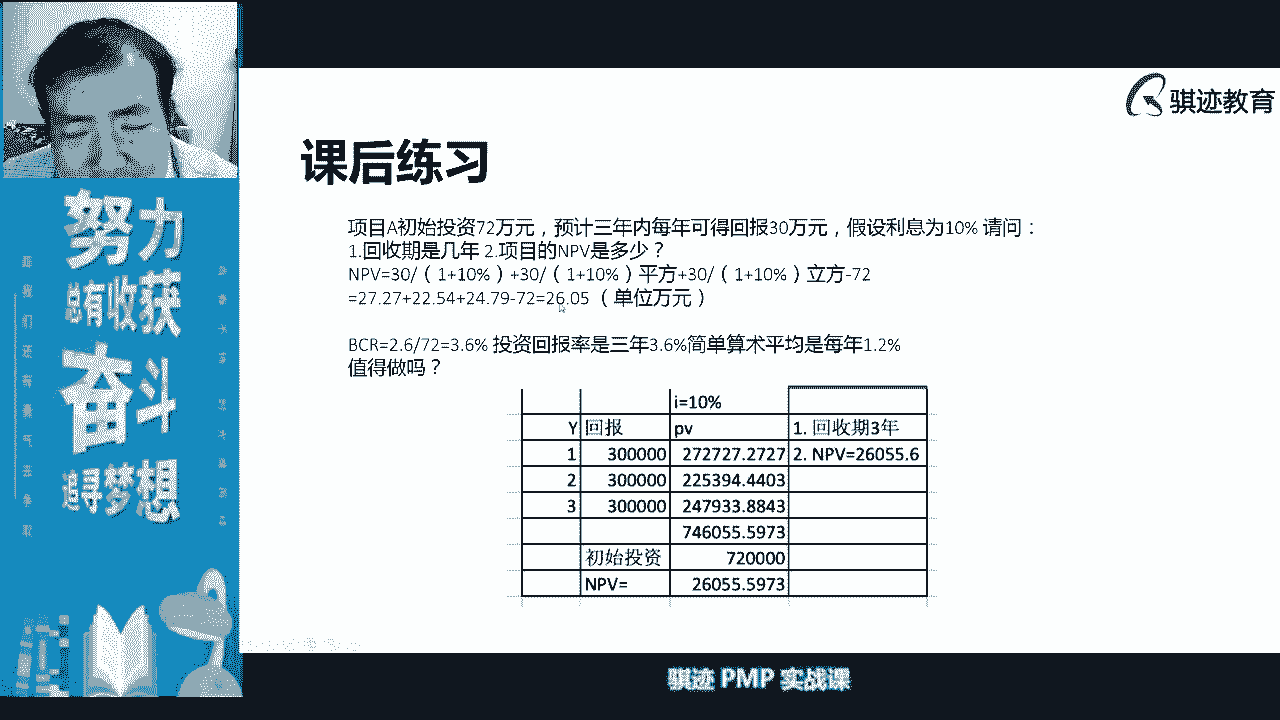 骐迹教育
课后练习
项目A初始投资72万元，预计三年内每年可得回报30万元，假设利息为10% 请问：
1.回收期是几年 2.项目的NPV是多少？
NPV=30/（1+10%）+30/（1+10%）平方+30/（1+10%）立方-72
=27.27+22.54+24.79-72=26.05 （单位万元）
BCR=2.6/72=3.6% 投资回报率是三年3.6%简单算术平均是每年1.2%
值得做吗？
i=10%
Y 回报 pv 1. 回收期3年
1 300000 272727.2727 2. NPV=26055.6
2 300000 225394.4403
3 300000 247933.8843
746055.5973
初始投资 720000
NPV= 26055.5973
努力
总有收获
奋斗
追寻梦想
骐迹 PMP 实战课